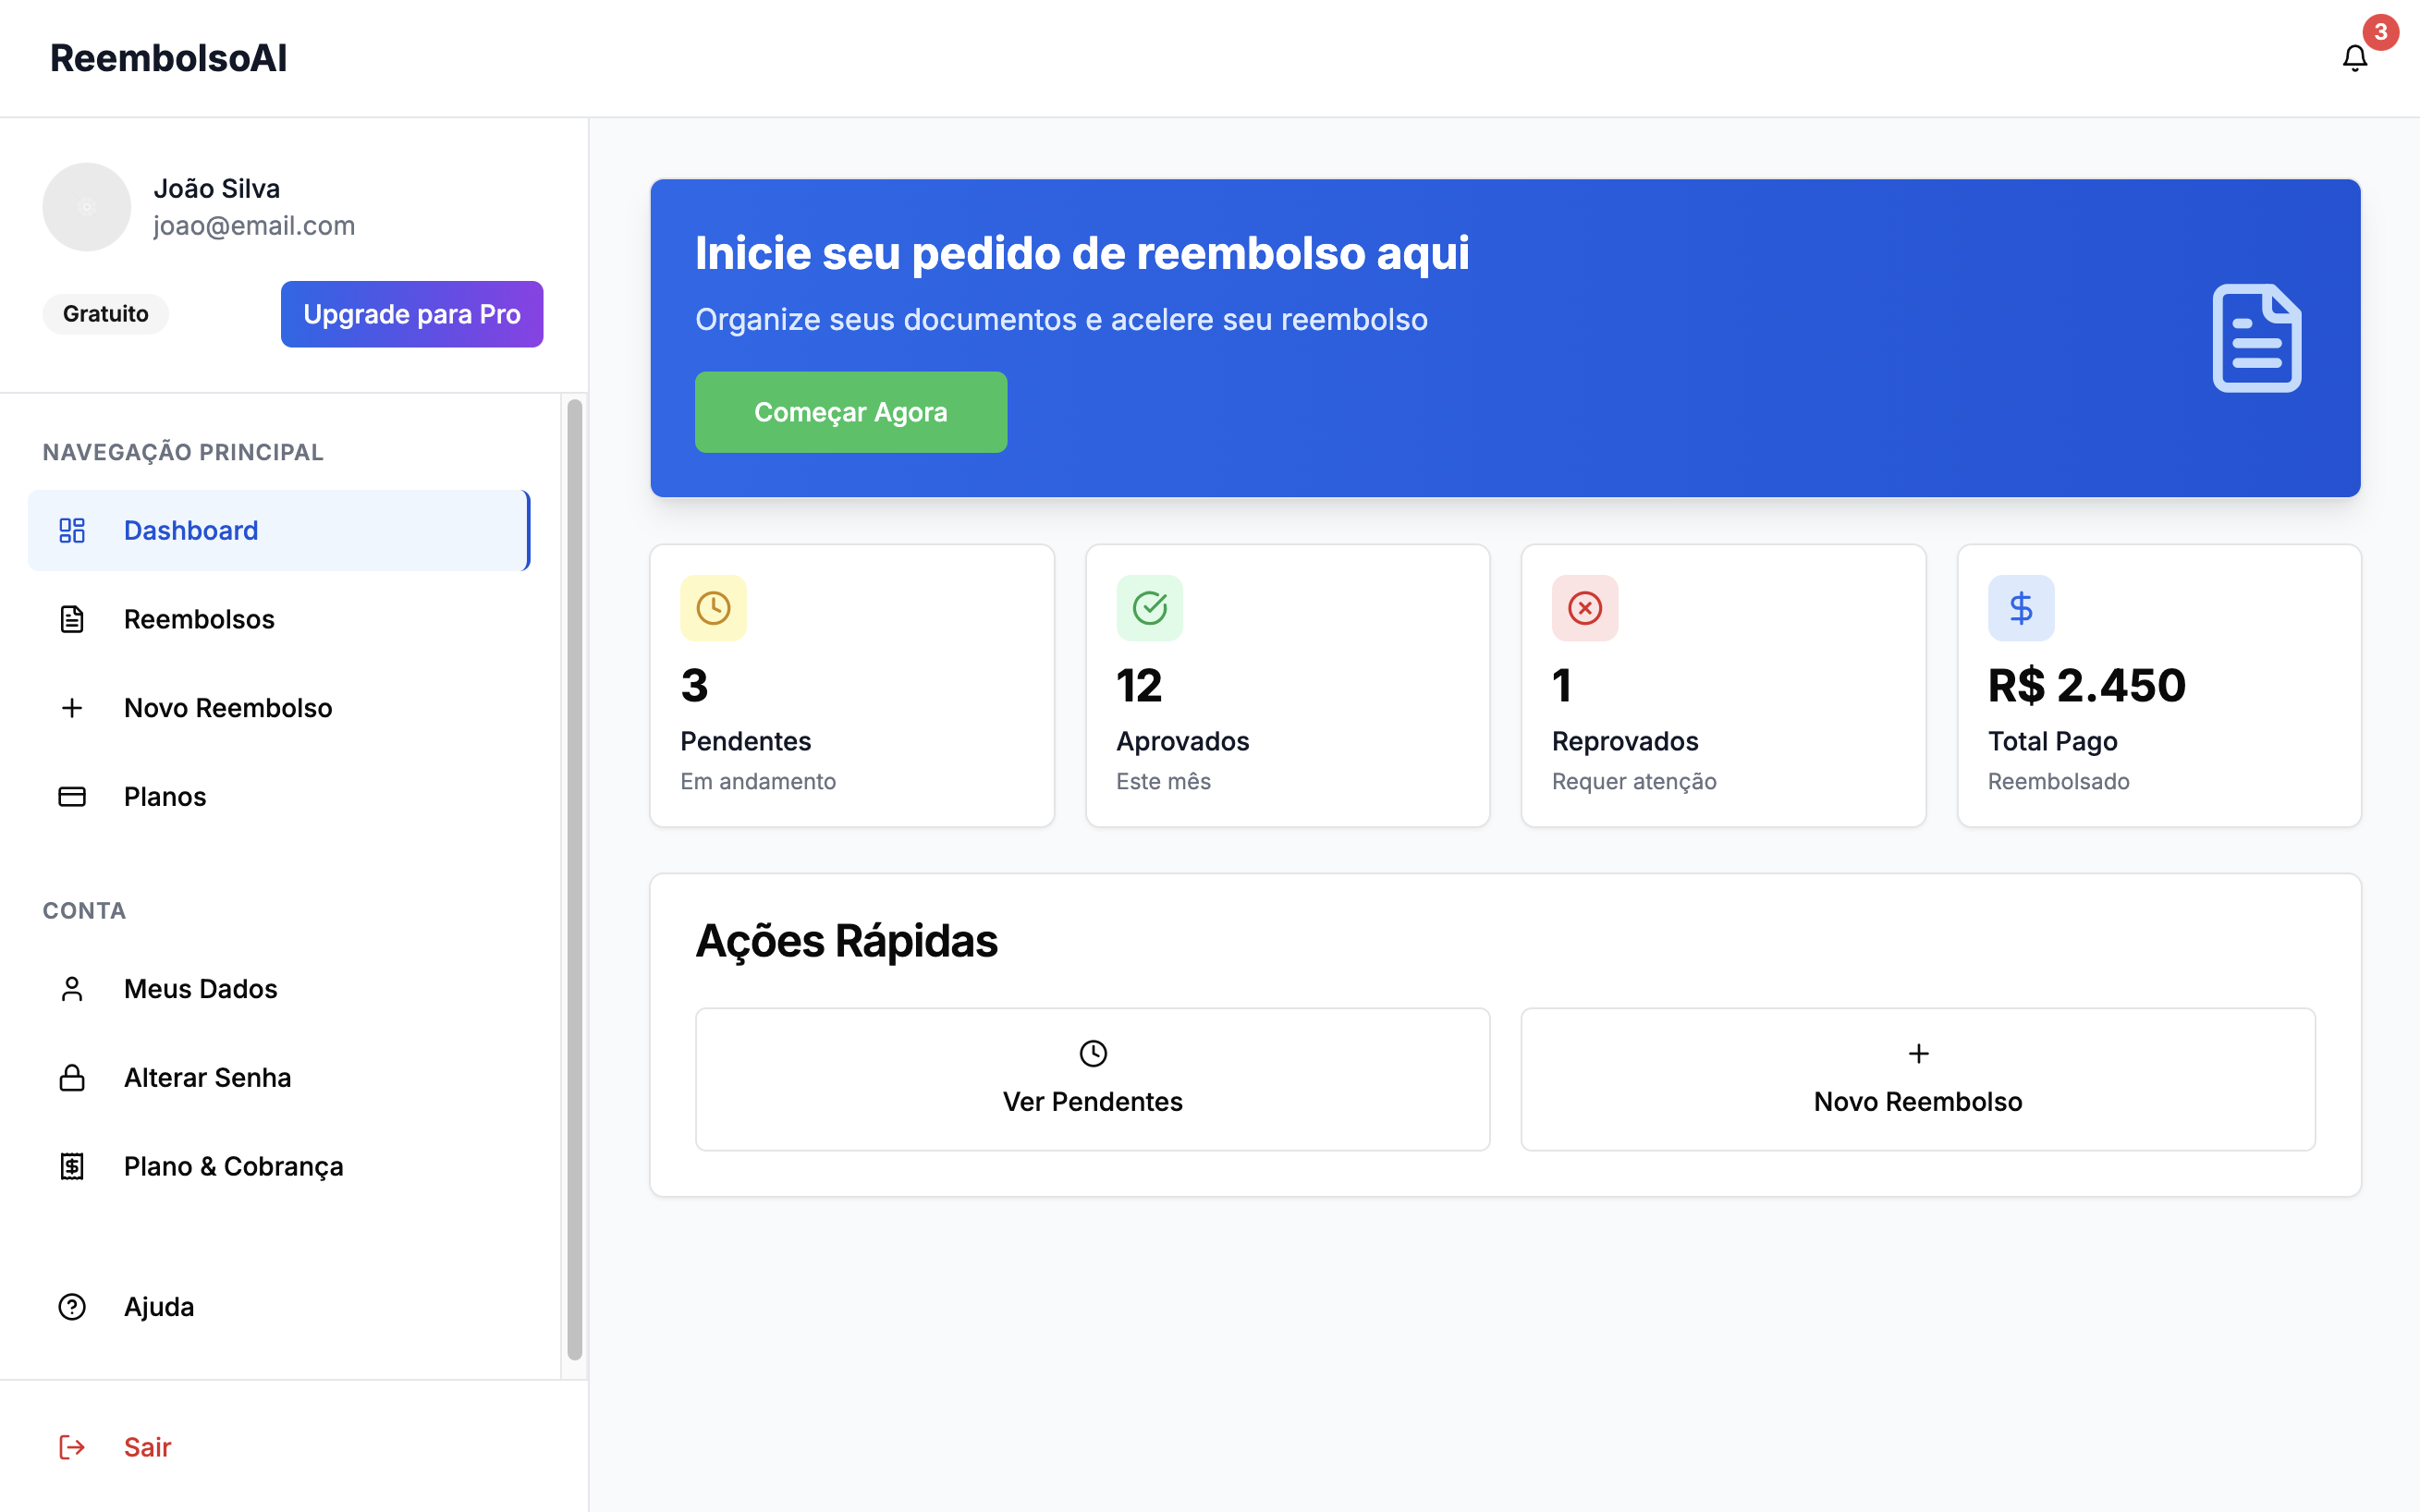 ReembolsoAI
3
João Silva
joao@email.com
Gratuito
Upgrade para Pro
NAVEGAÇÃO PRINCIPAL
Dashboard
Reembolsos
Novo Reembolso
Planos
CONTA
Meus Dados
Alterar Senha
Plano & Cobrança
Ajuda
Sair
Inicie seu pedido de reembolso aqui
Organize seus documentos e acelere seu reembolso
Começar Agora
3
Pendentes
Em andamento
12
Aprovados
Este mês
1
Reprovados
Requer atenção
R$ 2.450
Total Pago
Reembolsado
Ações Rápidas
Ver Pendentes
Novo Reembolso